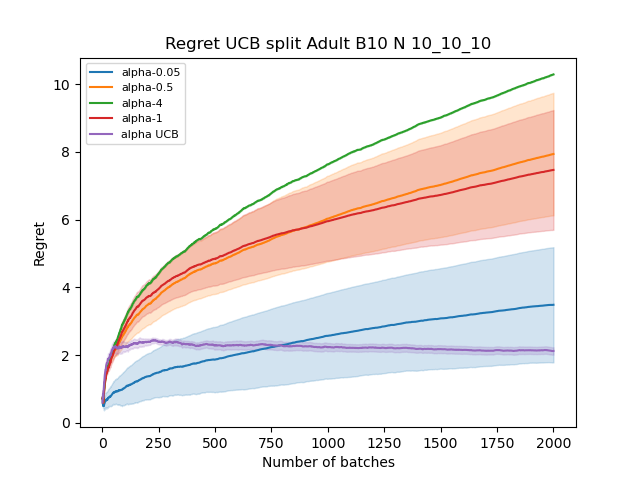 Regret UCB split Adult B10 N 10_10_10
alpha-0.05
alpha-0.5
alpha-4
alpha-1
alpha UCB
10
8
6
4
2
0
Regret
0 250 500 750 1000 1250 1500 1750 2000
Number of batches